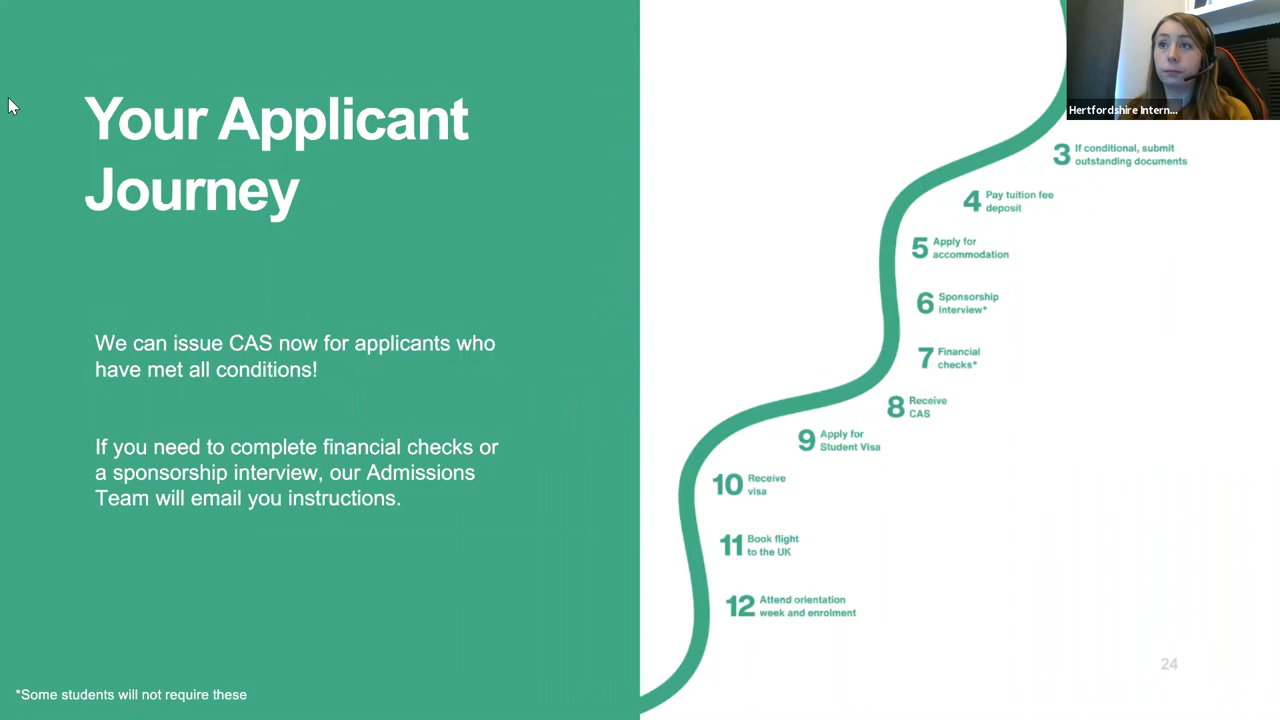 Your Applicant
Journey
We can issue CAS now for applicants who
have met all conditions!
If you need to complete financial checks or
a sponsorship interview, our Admissions
Team will email you instructions.
*Some students will not require these
Hertfordshire Intern...
3 If conditional, submit
outstanding documents
4 Pay tuition fee
deposit
5 Apply for
accommodation
6 Sponsorship
interview*
7 Financial
checks*
8 Receive
CAS
9 Apply for
Student Visa
10 Receive
visa
11 Book flight
to the UK
12 Attend orientation
week and enrolment
24